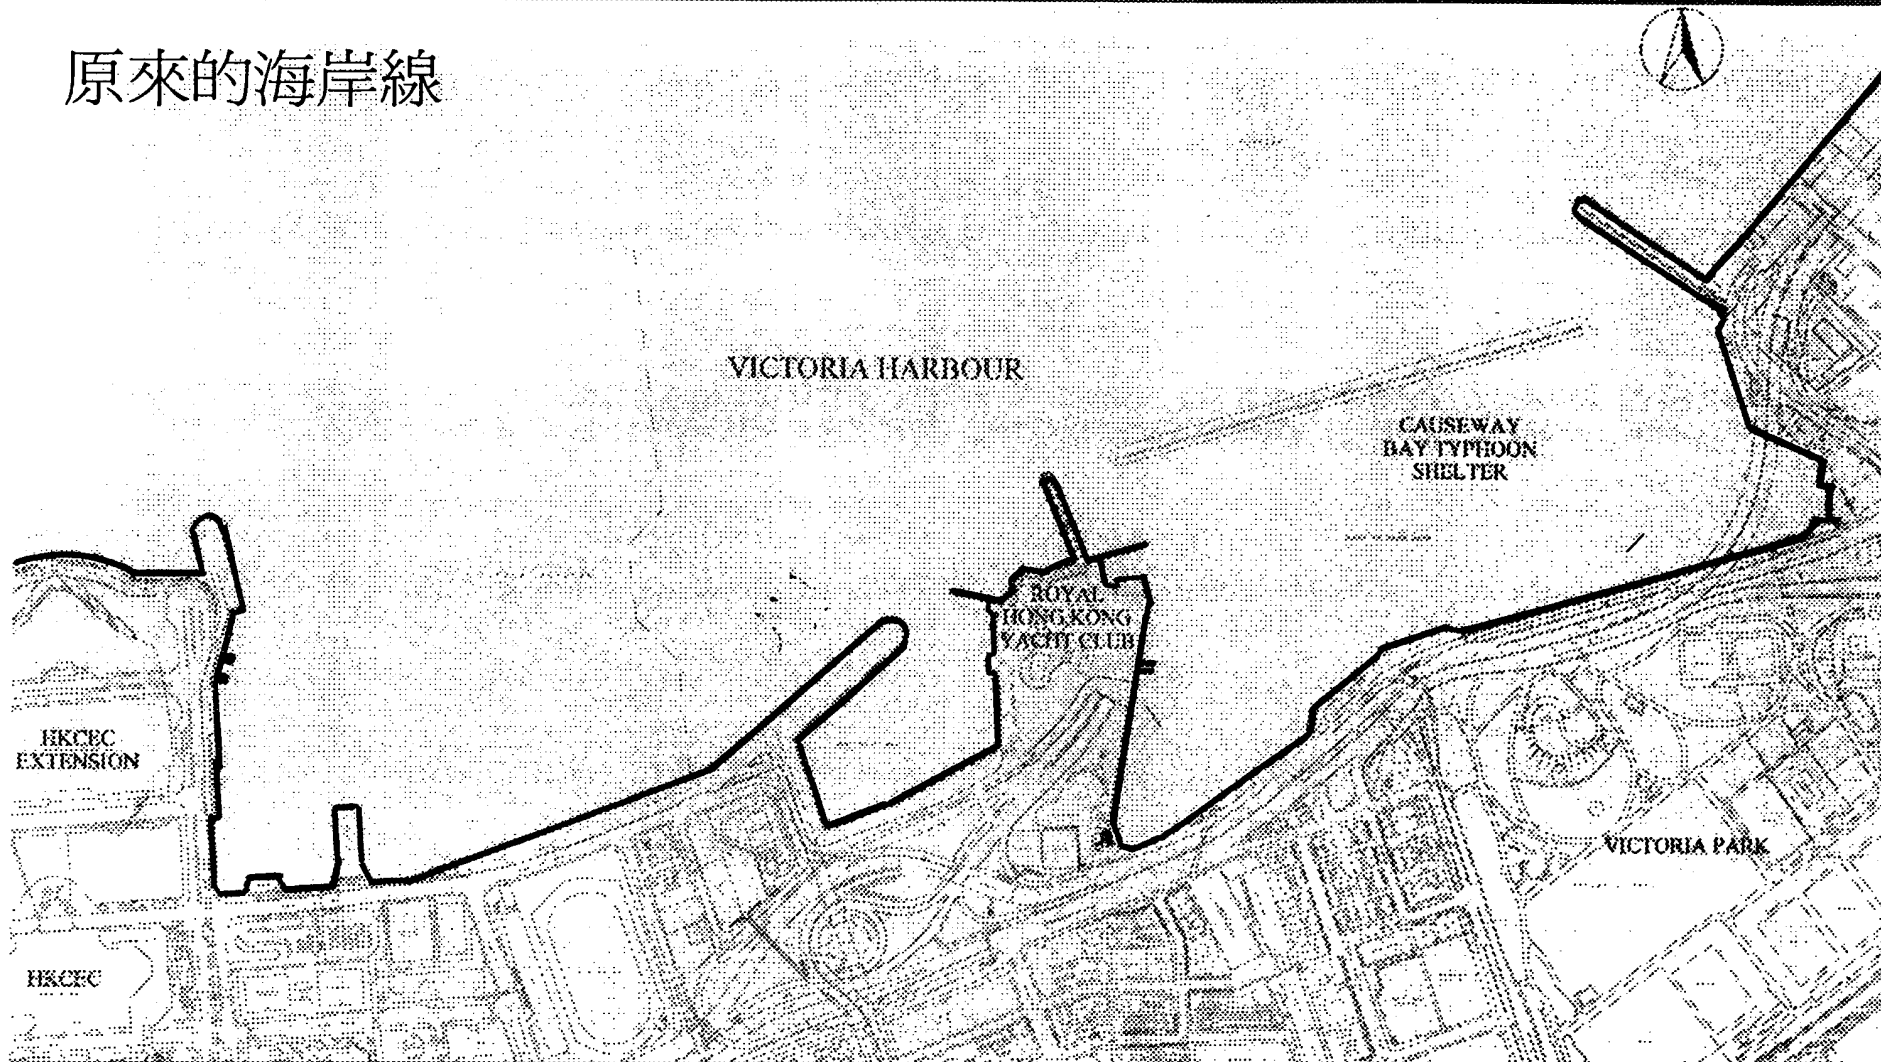 原來的海岸線
VICTORIA HARBOUR
CAUSEWAY
BAY TYPHOON
SHELTER
ROYAL
HONG KONG
YACHT CLUB
HKCEC
EXTENSION
VICTORIA PARK
HKCEC